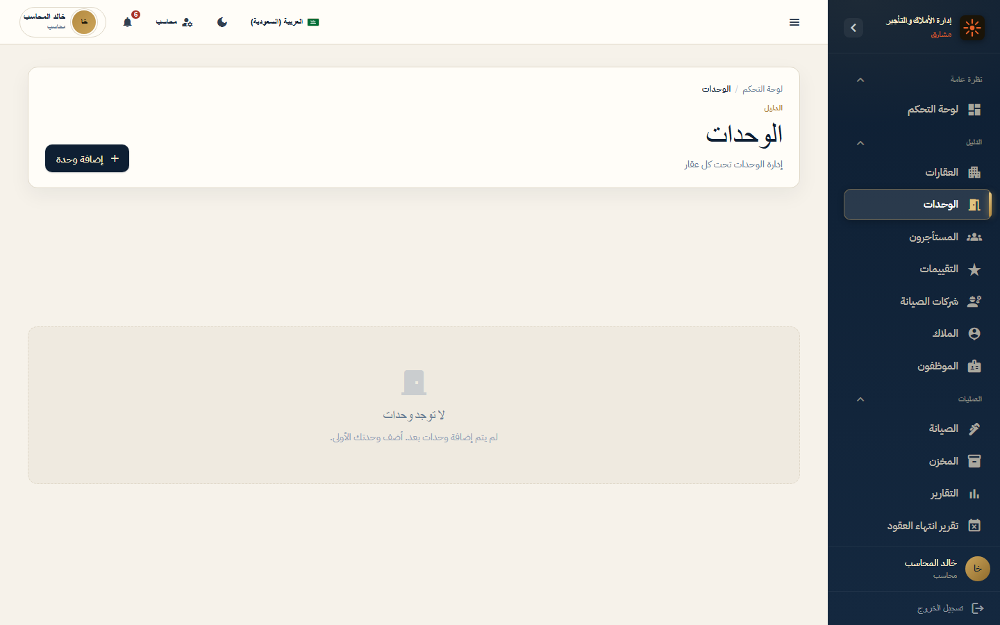 إدارة الأملاك والتأجير
مشارق
نظرة عامة
لوحة التحكم
الدليل
العقارات
الوحدات
المستأجرون
التقييمات
شركات الصيانة
الملاك
الموظفون
العمليات
الصيانة
المخزن
التقارير
تقرير انتهاء العقود
خا
خالد المحاسب
محاسب
تسجيل الخروج
العربية (السعودية)
محاسب
6
خا
خالد المحاسب
محاسب
لوحة التحكم / الوحدات
الدليل
الوحدات
إدارة الوحدات تحت كل عقار
+ إضافة وحدة
لا توجد وحدات
لم يتم إضافة وحدات بعد. أضف وحدتك الأولى.